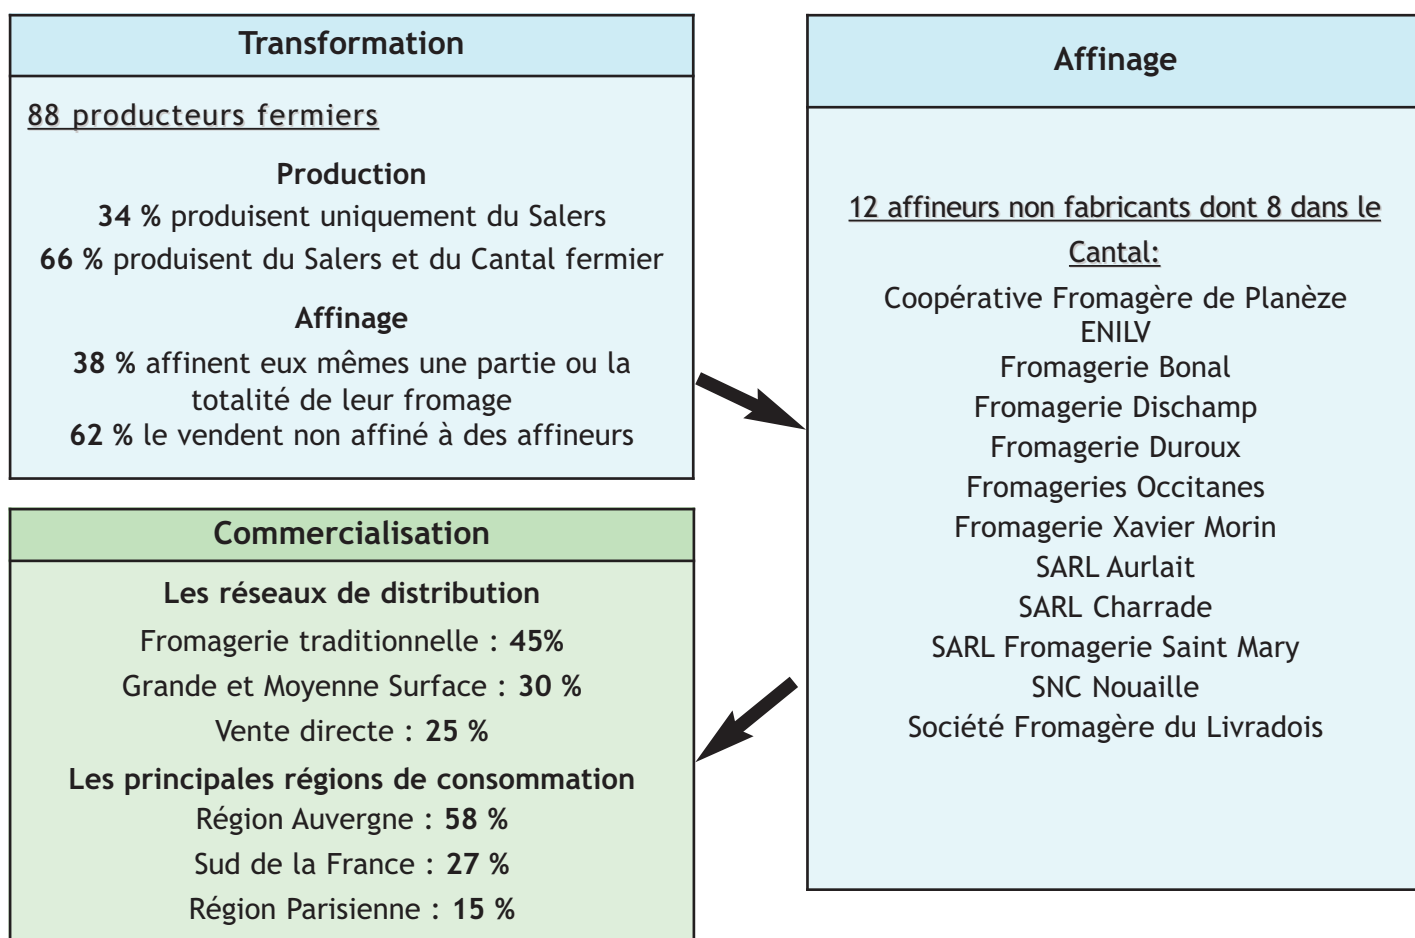 Transformation
88 producteurs fermiers
Production
34 % produisent uniquement du Salers
66 % produisent du Salers et du Cantal fermier
Affinage
38 % affinent eux mêmes une partie ou la
totalité de leur fromage
62 % le vendent non affiné à des affineurs
Affinage
12 affineurs non fabricants dont 8 dans le
Cantal:
Coopérative Fromagère de Planèze
ENILV
Fromagerie Bonal
Fromagerie Dischamp
Fromagerie Duroux
Fromageries Occitanes
Fromagerie Xavier Morin
SARL Aurlait
SARL Charrade
SARL Fromagerie Saint Mary
SNC Nouaille
Société Fromagère du Livradois
Commercialisation
Les réseaux de distribution
Fromagerie traditionnelle : 45%
Grande et Moyenne Surface : 30 %
Vente directe : 25 %
Les principales régions de consommation
Région Auvergne : 58 %
Sud de la France : 27 %
Région Parisienne : 15 %